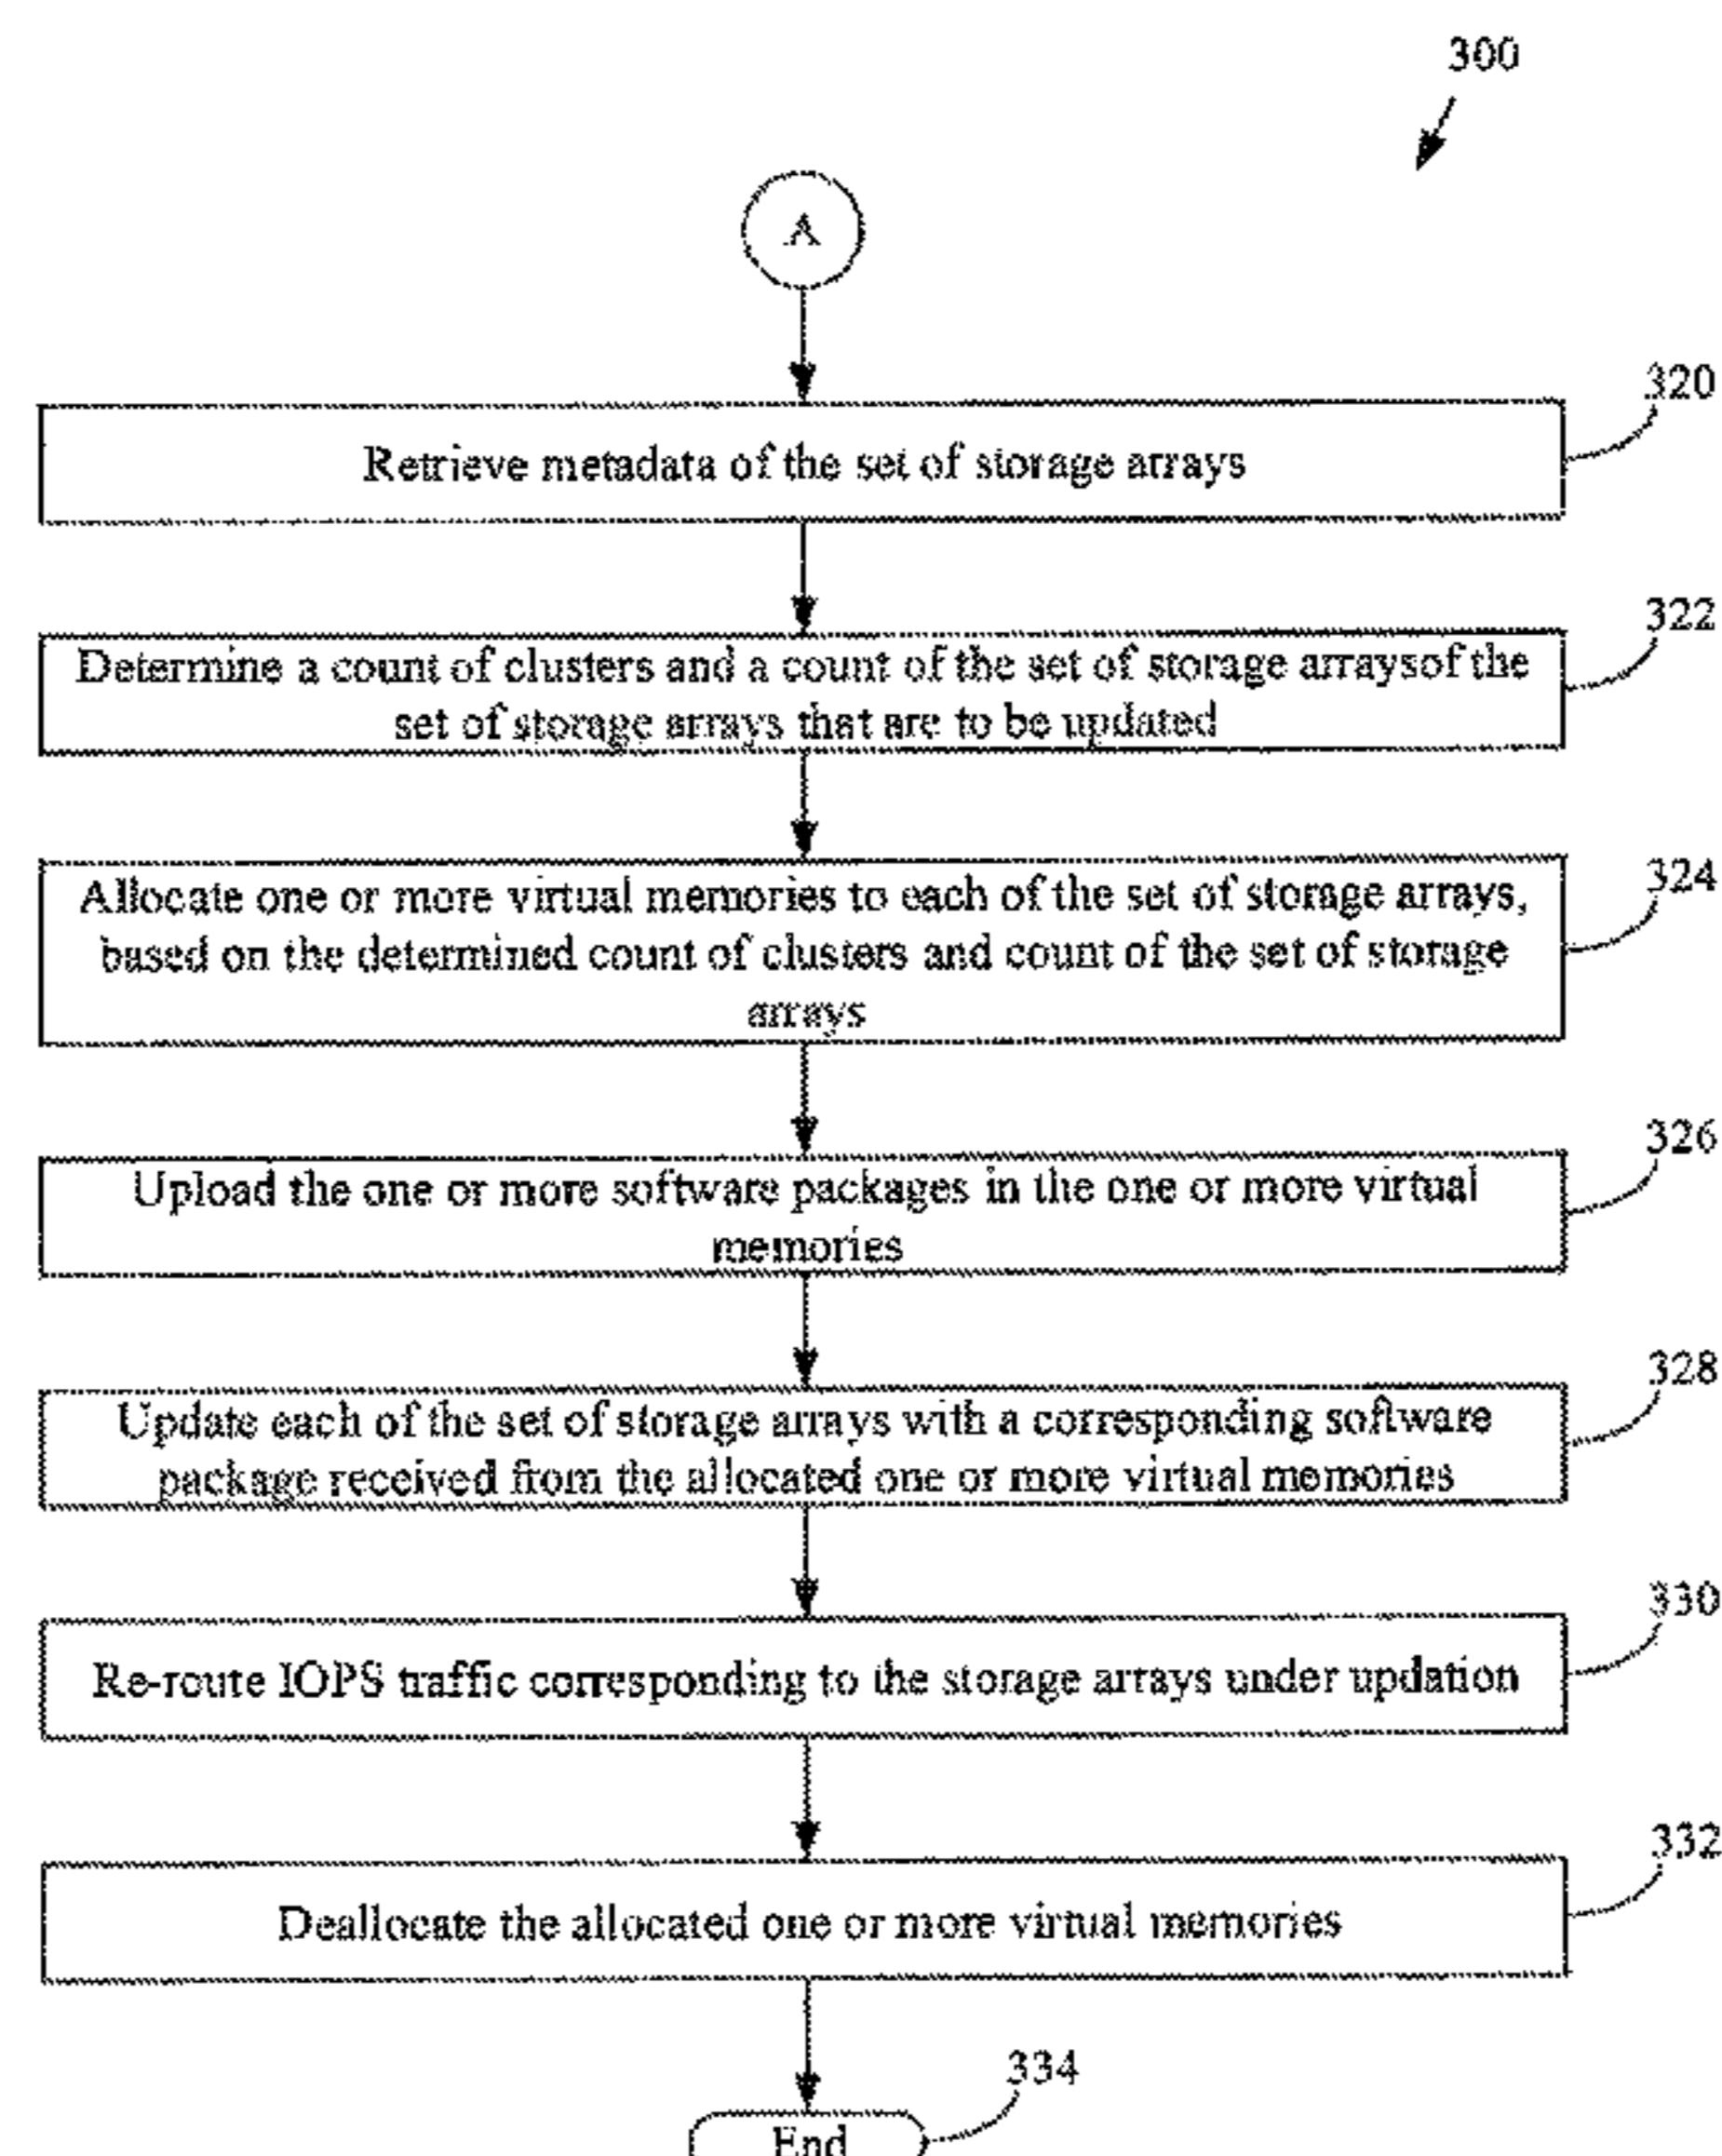 300
A
320
Retrieve metadata of the set of storage arrays
322
Determine a count of clusters and a count of the set of storage arraysof the
set of storage arrays that are to be updated
324
Allocate one or more virtual memories to each of the set of storage arrays,
based on the determined count of clusters and count of the set of storage
arrays
326
Upload the one or more software packages in the one or more virtual
memories
328
Update each of the set of storage arrays with a corresponding software
package received from the allocated one or more virtual memories
330
Re-route IOPS traffic corresponding to the storage arrays under updation
332
Deallocate the allocated one or more virtual memories
334
End